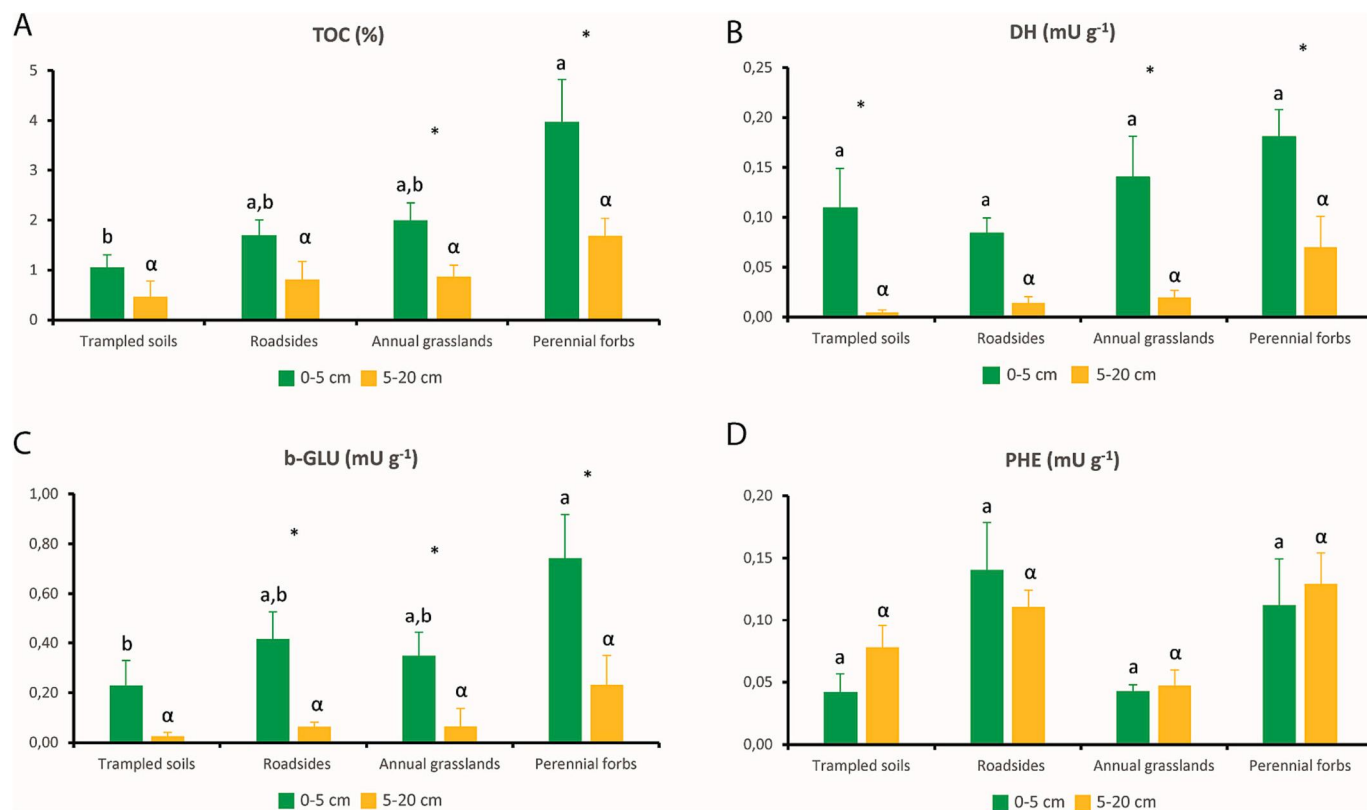 A
TOC (%)
*
5
4
3
2
1
0
b
α
a,b
α
a,b
α
*
a
α
Trampled soils
Roadsides
Annual grasslands
Perennial forbs
0-5 cm
5-20 cm
B
DH (mU g⁻¹)
0,25
0,20
0,15
0,10
0,05
0,00
*
a
α
a
α
*
a
α
*
a
α
Trampled soils
Roadsides
Annual grasslands
Perennial forbs
0-5 cm
5-20 cm
C
b-GLU (mU g⁻¹)
1,00
0,80
0,60
0,40
0,20
0,00
b
α
*
a,b
α
*
a,b
α
*
a
α
Trampled soils
Roadsides
Annual grasslands
Perennial forbs
0-5 cm
5-20 cm
D
PHE (mU g⁻¹)
0,20
0,15
0,10
0,05
0,00
a
α
a
α
a
α
a
α
Trampled soils
Roadsides
Annual grasslands
Perennial forbs
0-5 cm
5-20 cm